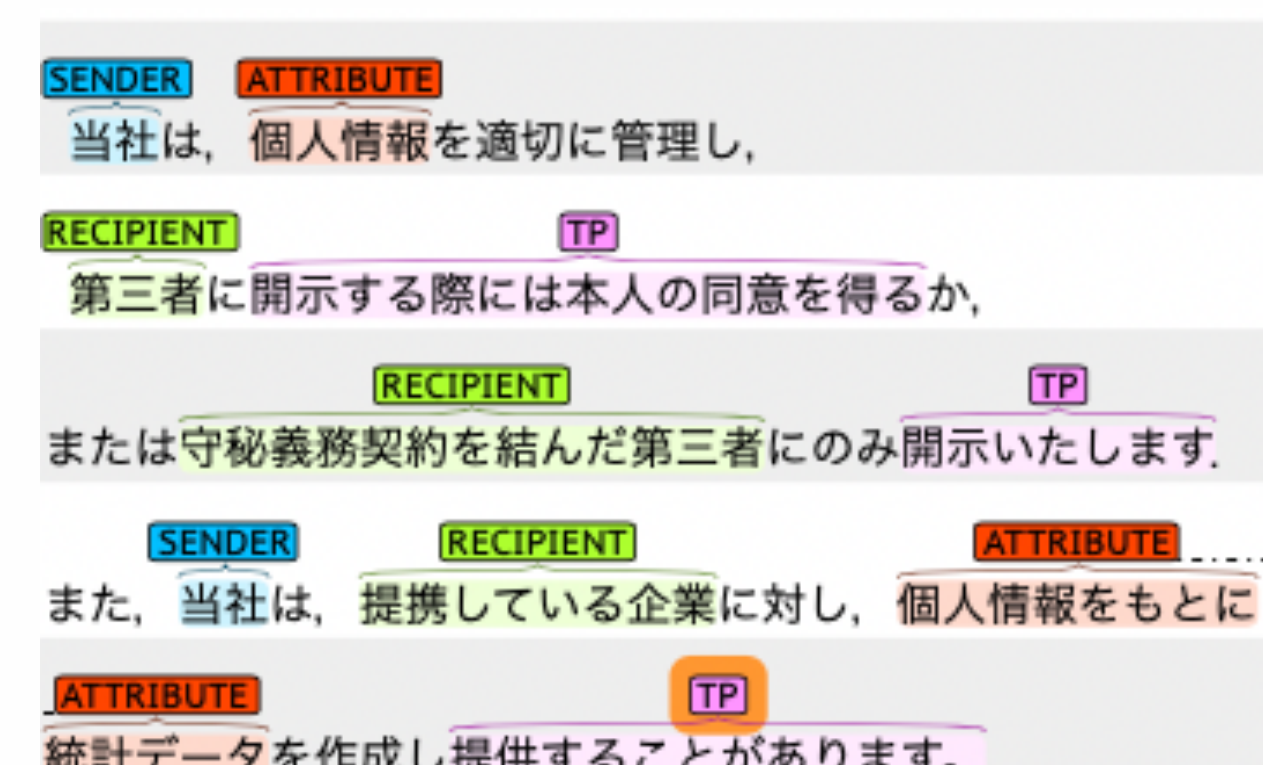 SENDER ATTRIBUTE
当社は，個人情報を適切に管理し，
RECIPIENT TP
第三者に開示する際には本人の同意を得るか，
RECIPIENT TP
または守秘義務契約を結んだ第三者にのみ開示いたします．
SENDER RECIPIENT ATTRIBUTE
また，当社は，提携している企業に対し，個人情報をもとに
ATTRIBUTE TP
統計データを作成し提供することがあります。